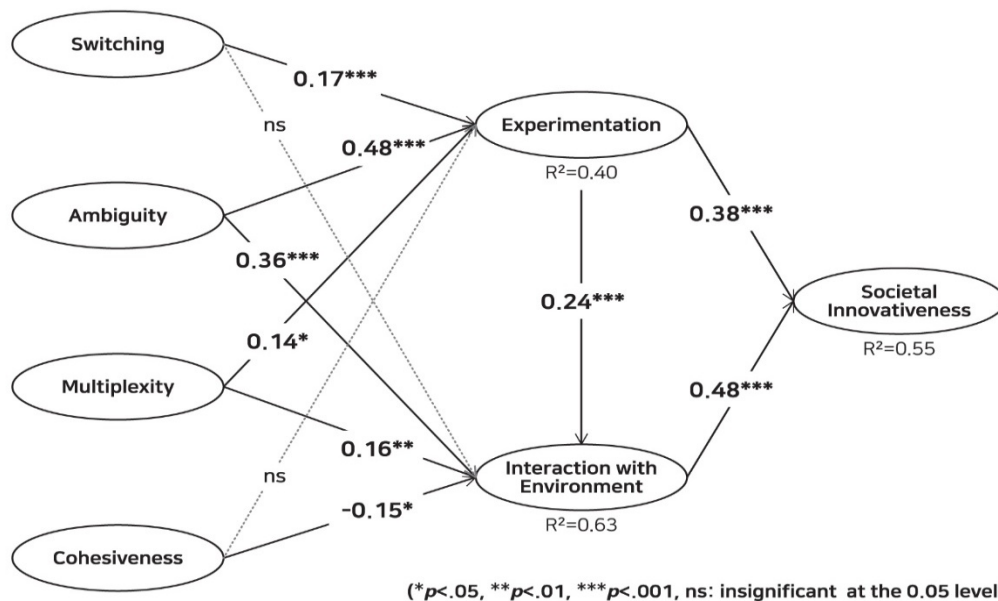 Switching
0.17***
ns
Experimentation
R²=0.40
0.48***
Ambiguity
0.38***
0.36***
0.24***
Societal
Innovativeness
R²=0.55
0.14*
Multiplexity
0.48***
0.16**
Interaction with
Environment
R²=0.63
ns
-0.15*
Cohesiveness
(*p<.05, **p<.01, ***p<.001, ns: insignificant at the 0.05 level